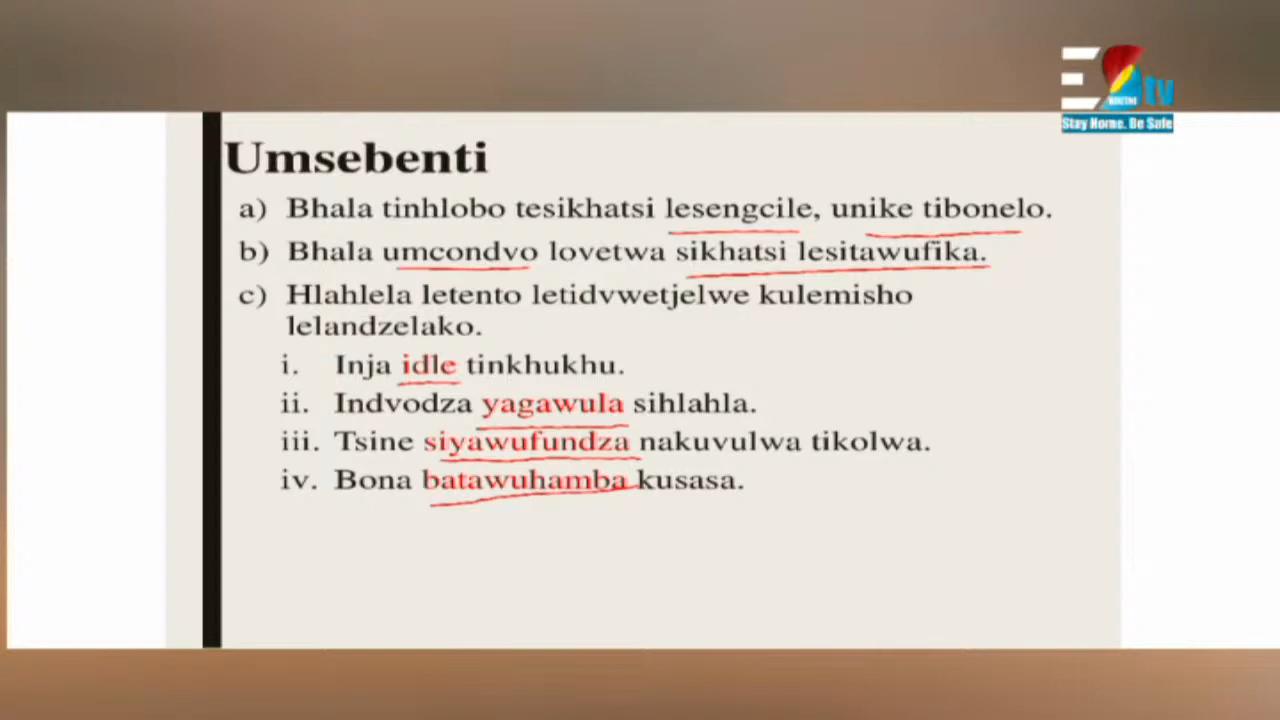 tv
Stay Home. Be Safe
Umsebenti
a) Bhala tinhlobo tesikhatsi lesengcile, unike tibonelo.
b) Bhala umcondvo lovetwa sikhatsi lesitawufika.
c) Hlahlela letento letidvwetjelwe kulemisho
lelandzelako.
i. Inja idle tinkhukhu.
ii. Indvodza yagawula sihlahla.
iii. Tsine siyawufundza nakuvulwa tikolwa.
iv. Bona batawuhamba kusasa.